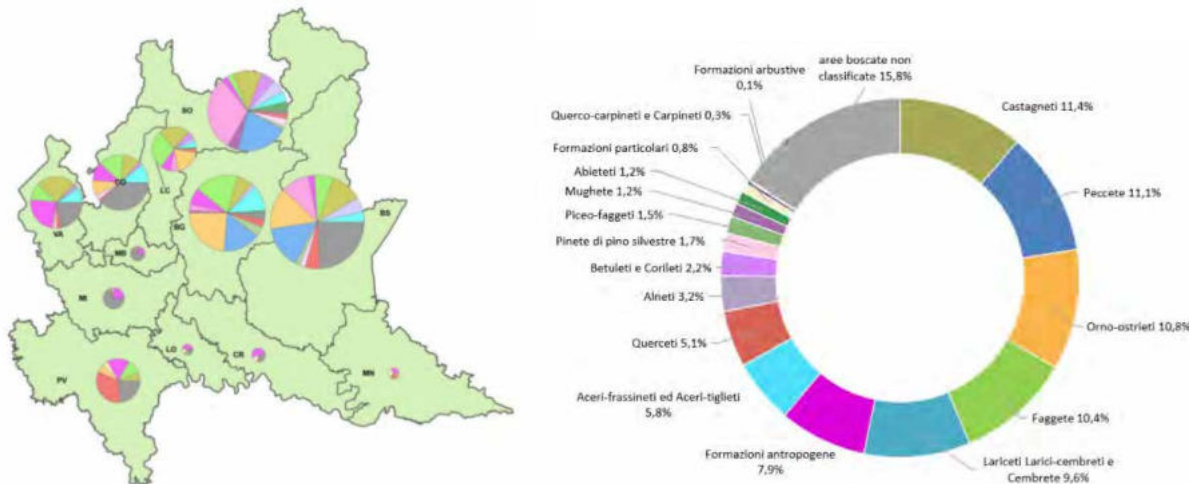 SO
BS
CO
LC
VA
BG
MB
MI
LO
CR
MN
PV
aree boscate non
classificate 15,8%
Formazioni arbustive
0,1%
Querco-carpineti e Carpineti 0,3%
Formazioni particolari 0,8%
Abieteti 1,2%
Mughete 1,2%
Piceo-faggeti 1,5%
Pinete di pino silvestre 1,7%
Betuleti e Corileti 2,2%
Alneti 3,2%
Querceti 5,1%
Aceri-frassineti ed Aceri-tiglieti
5,8%
Formazioni antropogene
7,9%
Castagneti 11,4%
Peccete 11,1%
Orno-ostrieti 10,8%
Faggete 10,4%
Lariceti Larici-cembreti e
Cembrete 9,6%